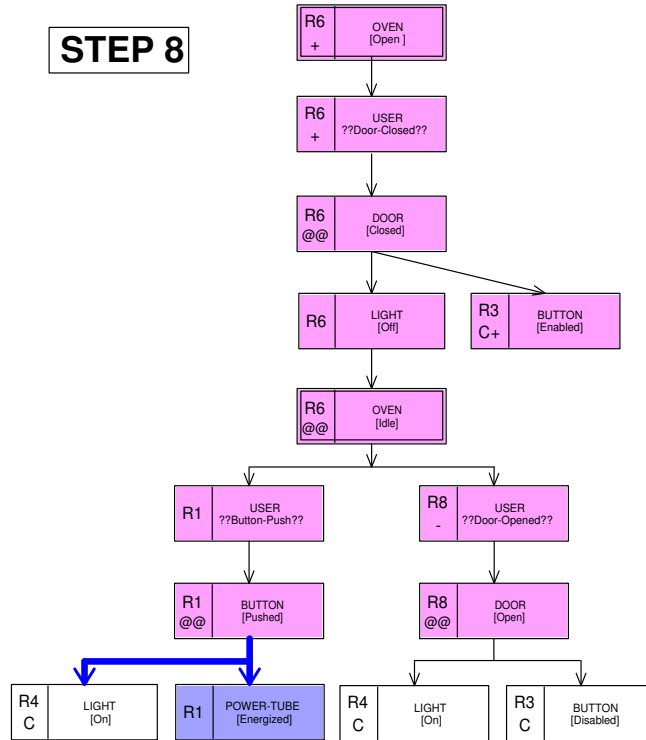 STEP 8
R6
+
OVEN
[Open ]
R6
+
USER
??Door-Closed??
R6
@@
DOOR
[Closed]
R6
LIGHT
[Off]
R3
C+
BUTTON
[Enabled]
R6
@@
OVEN
[Idle]
R1
USER
??Button-Push??
R8
-
USER
??Door-Opened??
R1
@@
BUTTON
[Pushed]
R8
@@
DOOR
[Open]
R4
C
LIGHT
[On]
R1
POWER-TUBE
[Energized]
R4
C
LIGHT
[On]
R3
C
BUTTON
[Disabled]